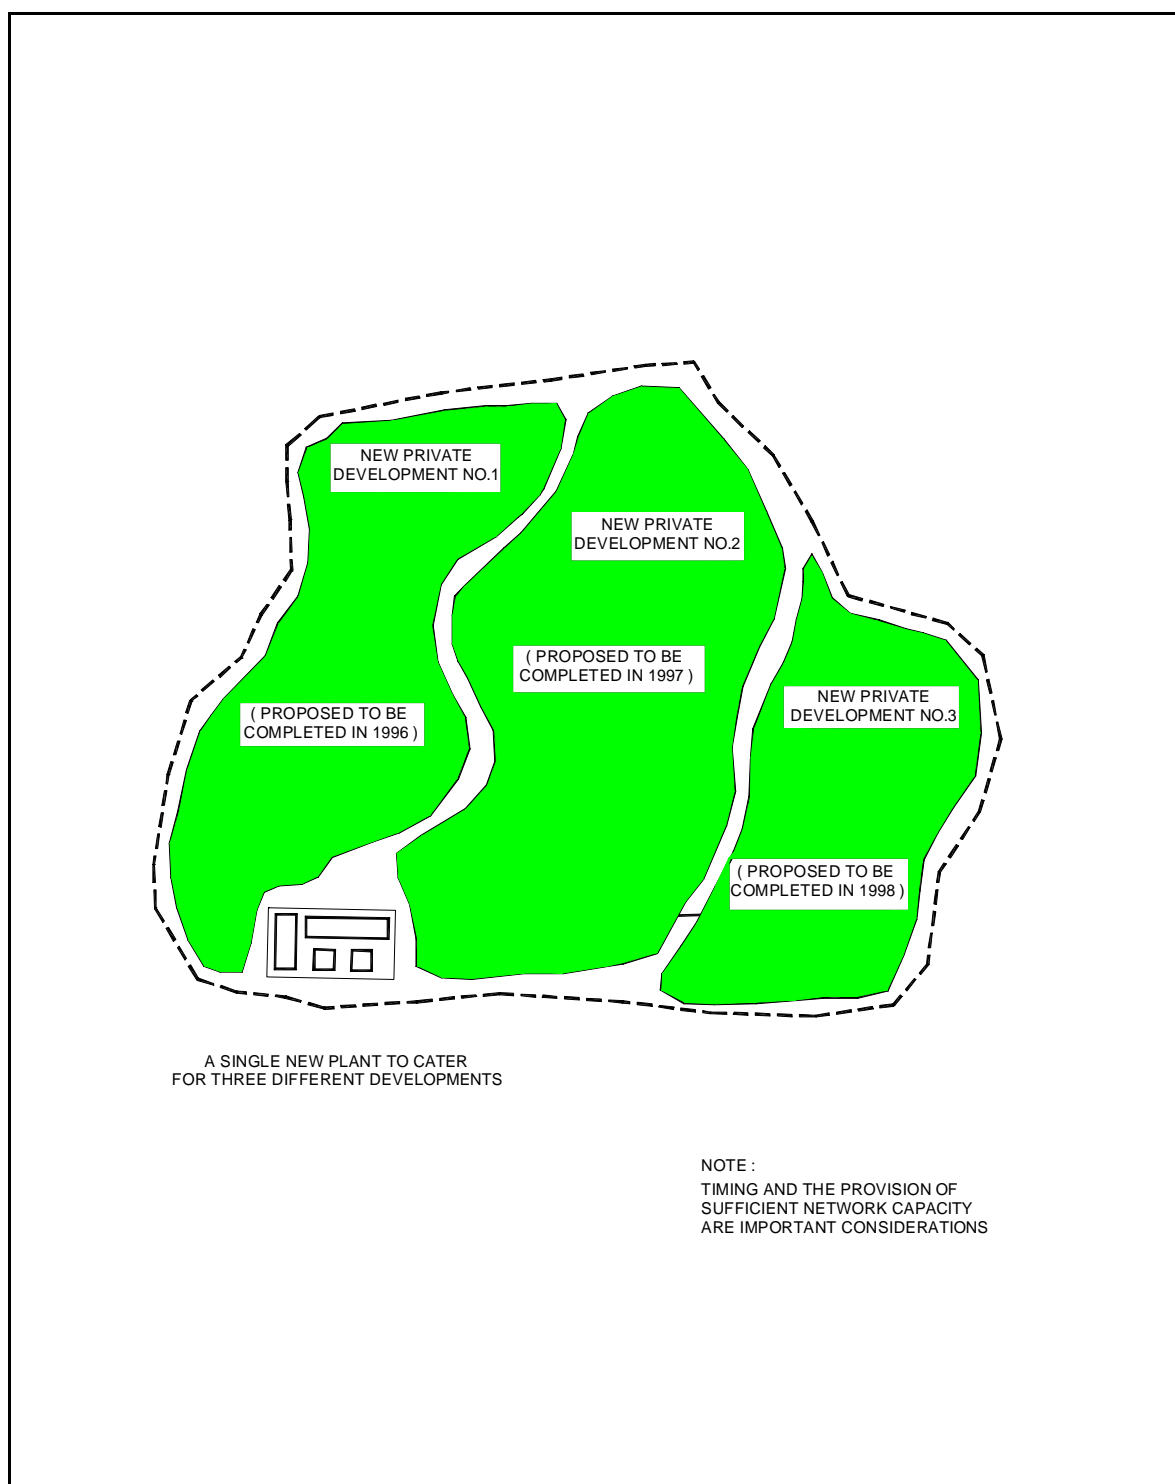 NEW PRIVATE
DEVELOPMENT NO.1
NEW PRIVATE
DEVELOPMENT NO.2
( PROPOSED TO BE
COMPLETED IN 1997 )
NEW PRIVATE
DEVELOPMENT NO.3
( PROPOSED TO BE
COMPLETED IN 1996 )
( PROPOSED TO BE
COMPLETED IN 1998 )
A SINGLE NEW PLANT TO CATER
FOR THREE DIFFERENT DEVELOPMENTS
NOTE :
TIMING AND THE PROVISION OF
SUFFICIENT NETWORK CAPACITY
ARE IMPORTANT CONSIDERATIONS